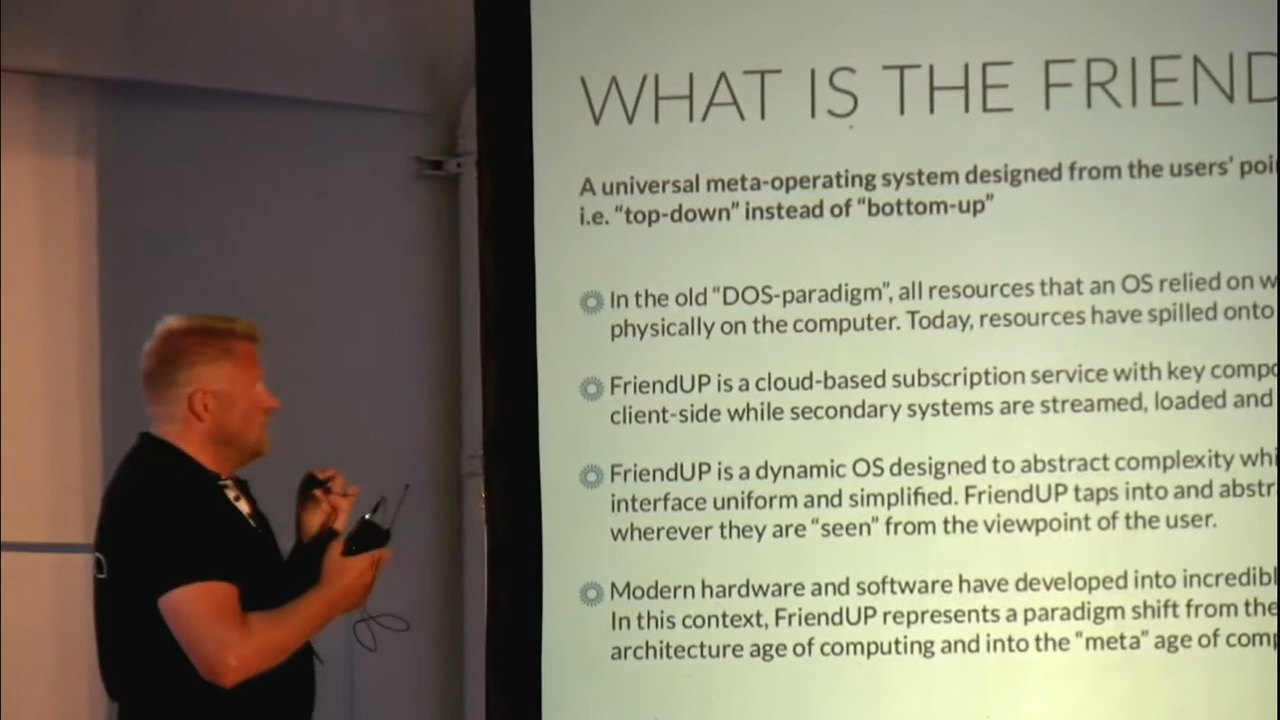 WHAT IS THE FRIEND
A universal meta-operating system designed from the users' poi
i.e. “top-down” instead of “bottom-up”
In the old “DOS-paradigm”, all resources that an OS relied on w
physically on the computer. Today, resources have spilled onto
FriendUP is a cloud-based subscription service with key compo
client-side while secondary systems are streamed, loaded and
FriendUP is a dynamic OS designed to abstract complexity whi
interface uniform and simplified. FriendUP taps into and abstr
wherever they are “seen” from the viewpoint of the user.
Modern hardware and software have developed into incredibl
In this context, FriendUP represents a paradigm shift from the
architecture age of computing and into the “meta” age of comp